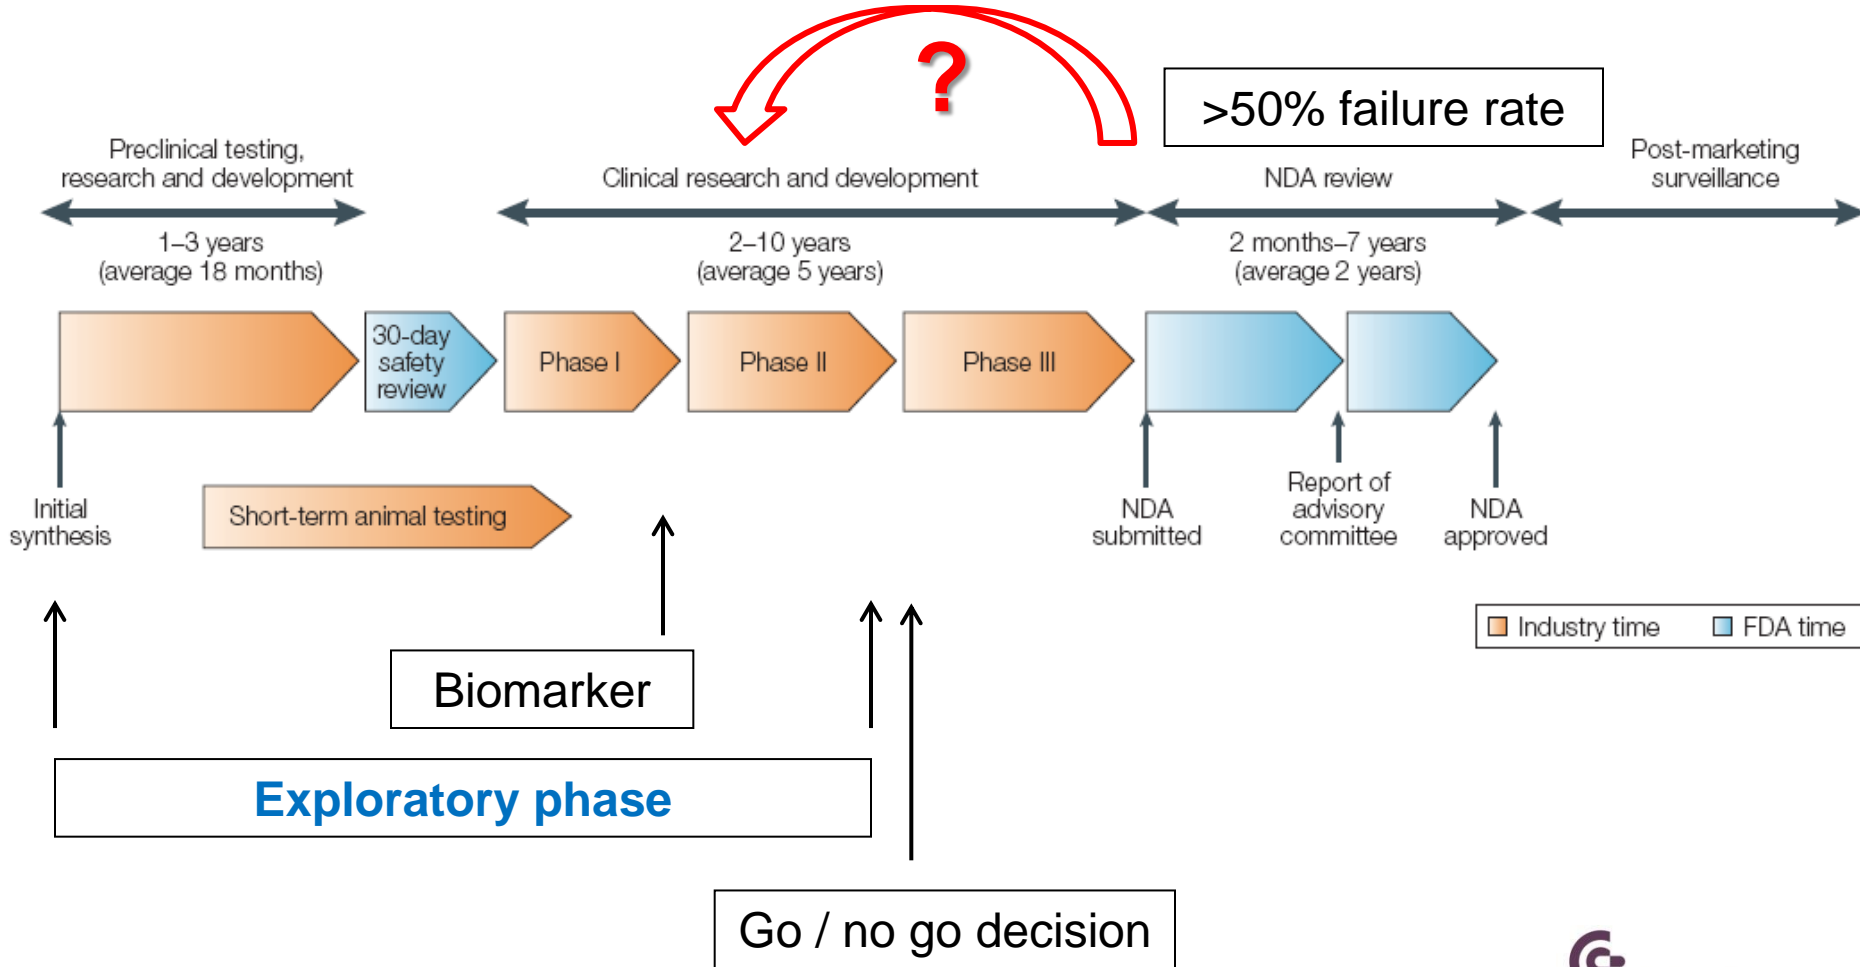 ?
>50% failure rate
Preclinical testing,
research and development
Clinical research and development
NDA review
Post-marketing
surveillance
1–3 years
(average 18 months)
2–10 years
(average 5 years)
2 months–7 years
(average 2 years)
30-day
safety
review
Phase I
Phase II
Phase III
Initial
synthesis
Short-term animal testing
NDA
submitted
Report of
advisory
committee
NDA
approved
Industry time
FDA time
Biomarker
Exploratory phase
Go / no go decision